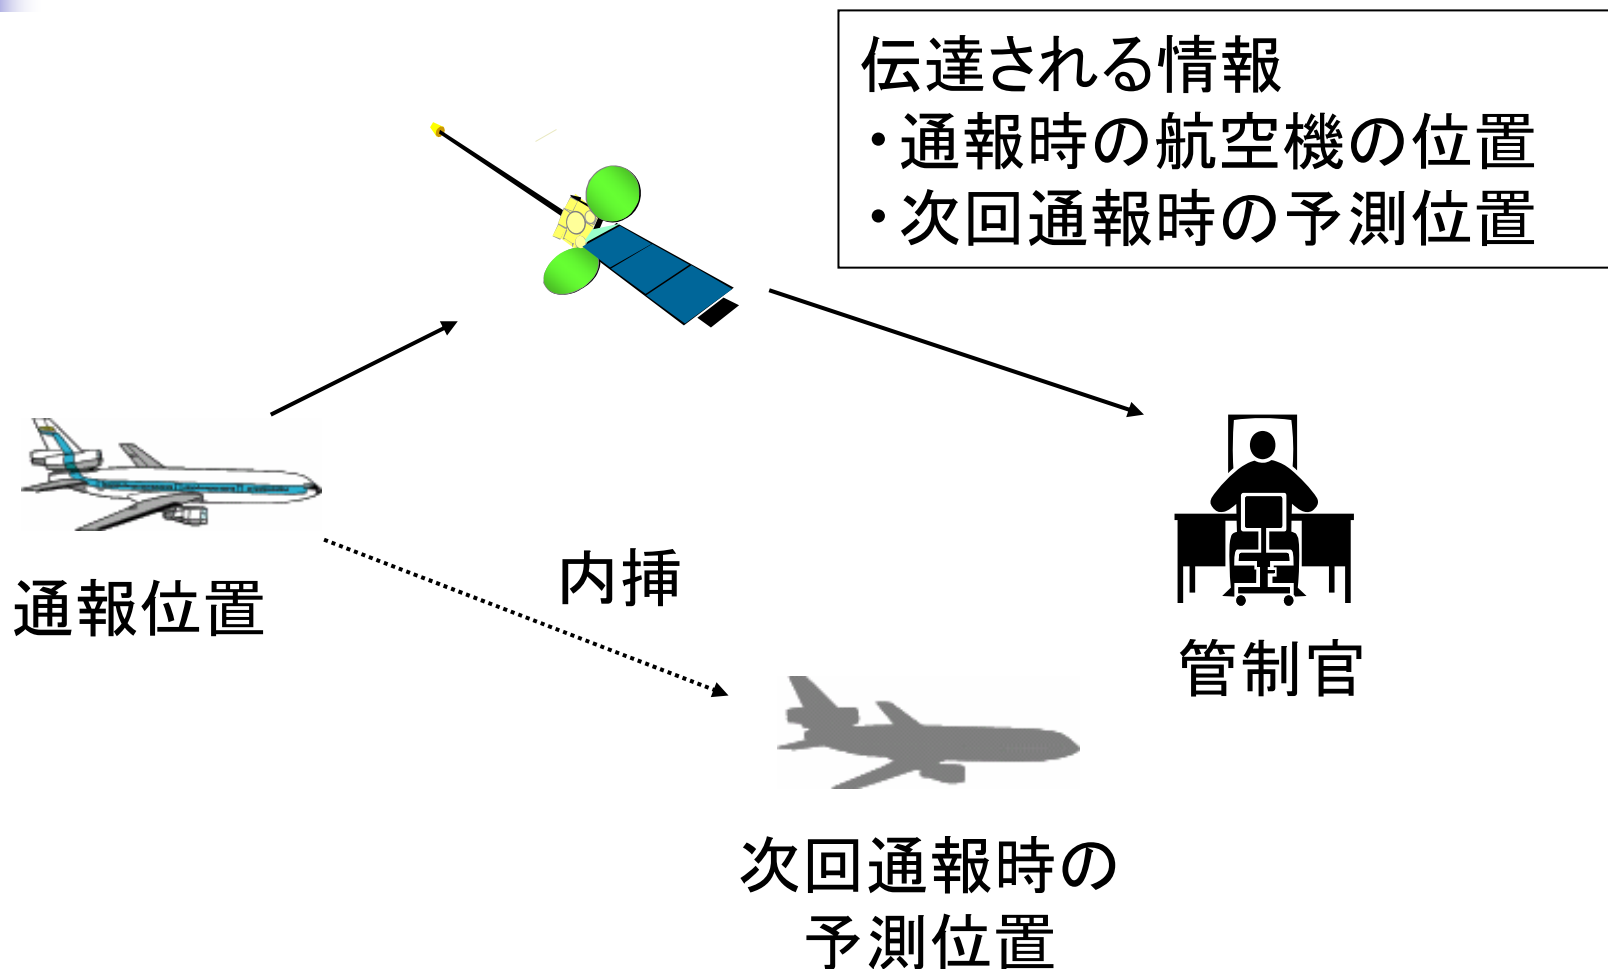 伝達される情報
・通報時の航空機の位置
・次回通報時の予測位置
内挿
通報位置
管制官
次回通報時の
予測位置